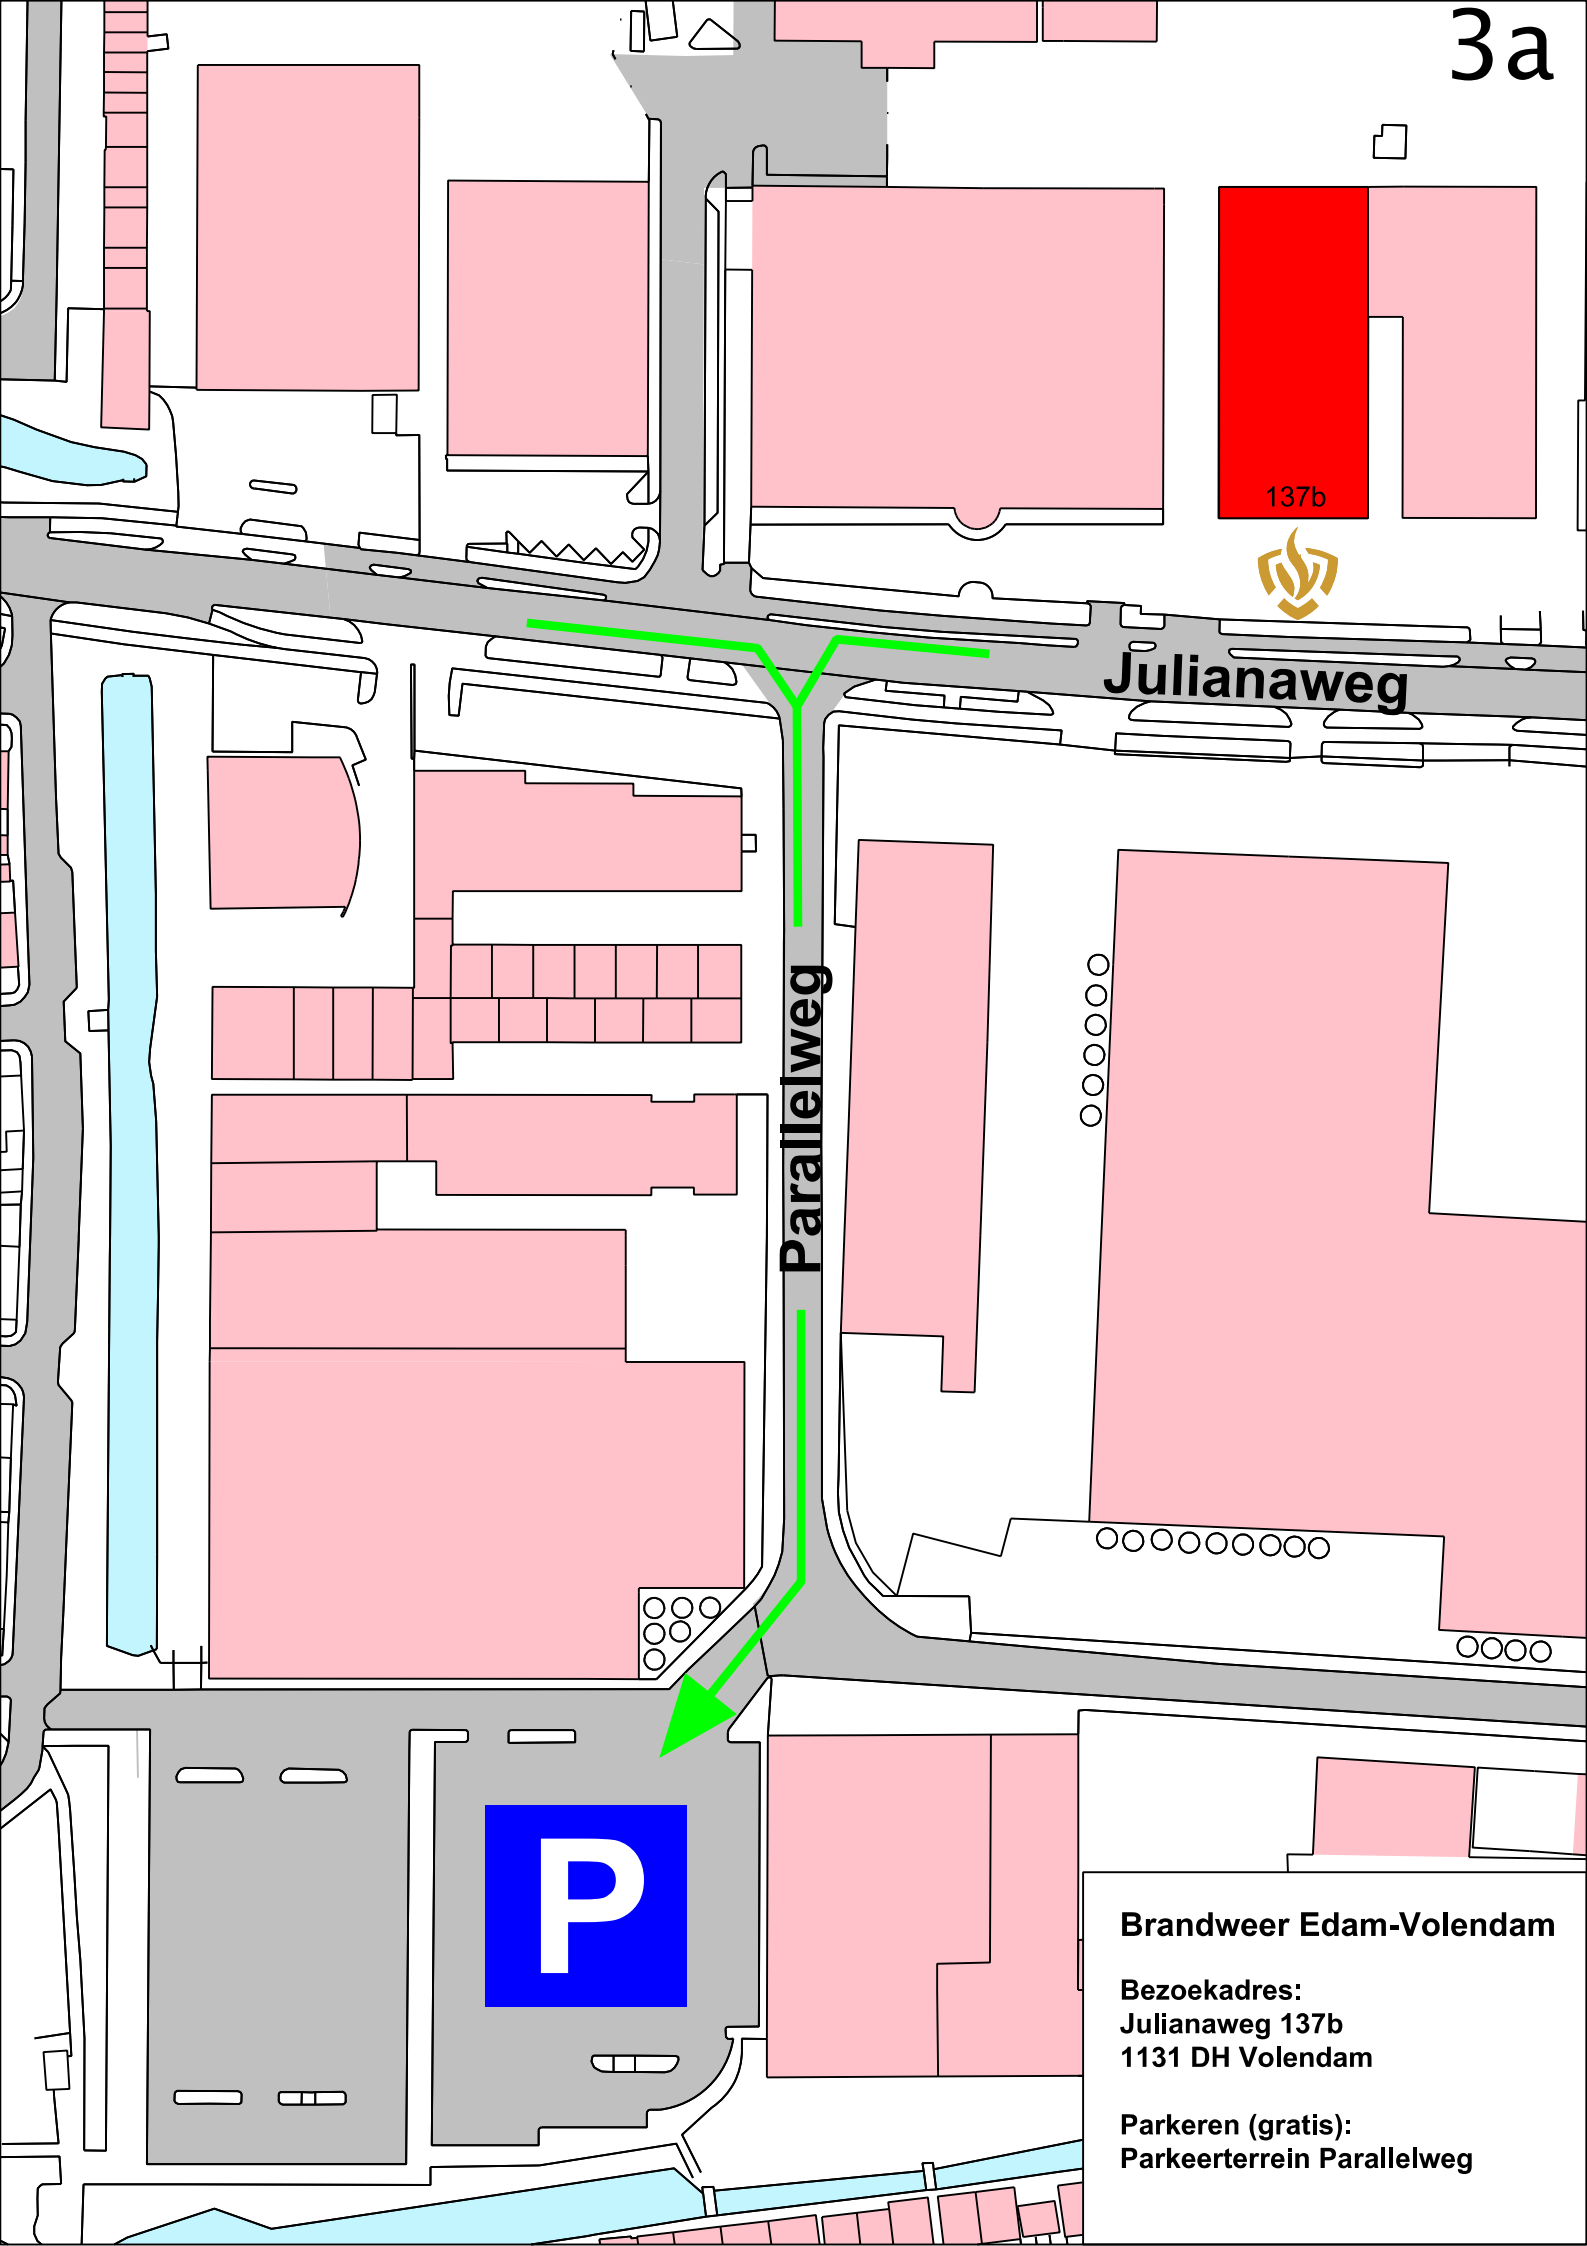 3a
137b
Julianaweg
Parallelweg
P
Brandweer Edam-Volendam
Bezoekadres:
Julianaweg 137b
1131 DH Volendam
Parkeren (gratis):
Parkeerterrein Parallelweg